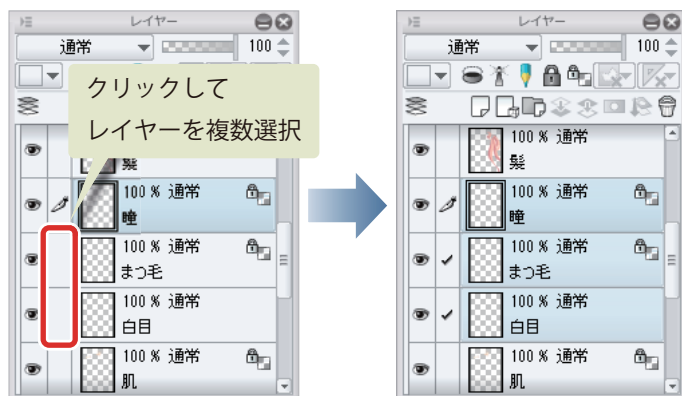 レイヤー
通常 100
クリックして
レイヤーを複数選択
髪
100 % 通常
瞳
100 % 通常
まつ毛
100 % 通常
白目
100 % 通常
肌
レイヤー
通常 100
100 % 通常
髪
100 % 通常
瞳
100 % 通常
まつ毛
100 % 通常
白目
100 % 通常
肌